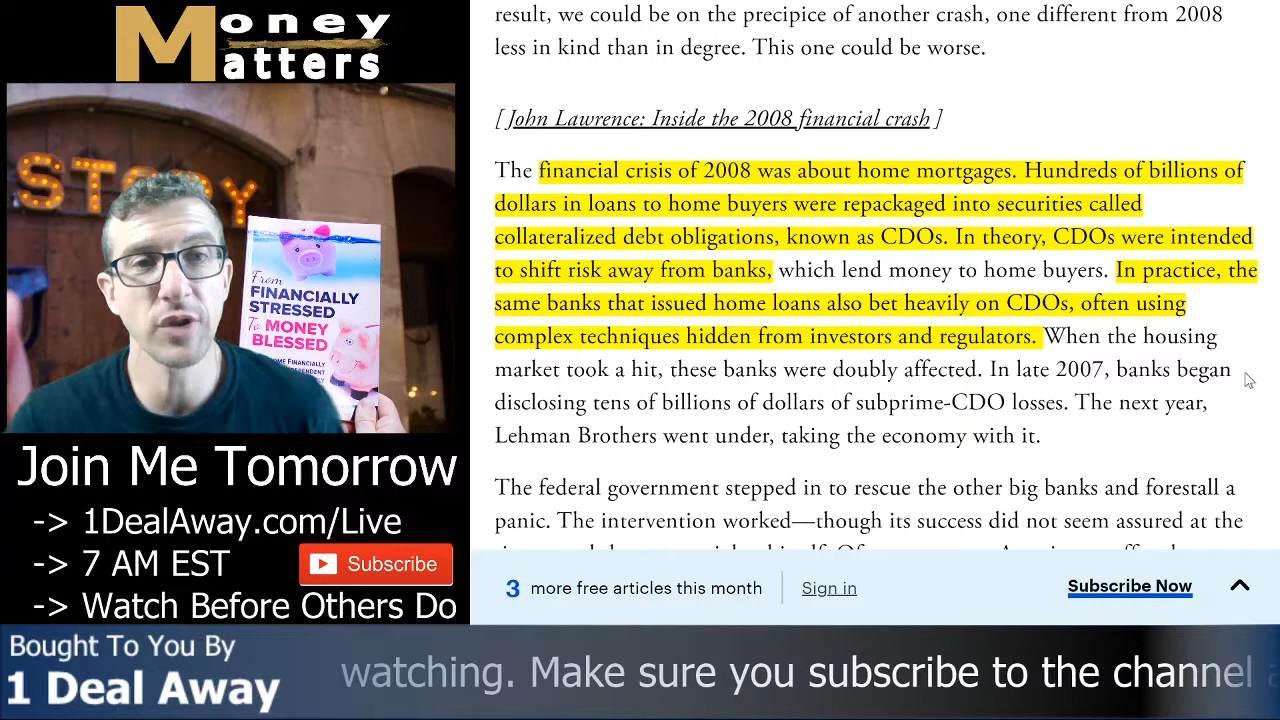 Money
Matters
STORY
From
FINANCIALLY
STRESSED
To MONEY
BLESSED
Join Me Tomorrow
-> 1DealAway.com/Live
-> 7 AM EST
Subscribe
-> Watch Before Others Do
result, we could be on the precipice of another crash, one different from 2008
less in kind than in degree. This one could be worse.
[ John Lawrence: Inside the 2008 financial crash ]
The financial crisis of 2008 was about home mortgages. Hundreds of billions of
dollars in loans to home buyers were repackaged into securities called
collateralized debt obligations, known as CDOs. In theory, CDOs were intended
to shift risk away from banks, which lend money to home buyers. In practice, the
same banks that issued home loans also bet heavily on CDOs, often using
complex techniques hidden from investors and regulators. When the housing
market took a hit, these banks were doubly affected. In late 2007, banks began
disclosing tens of billions of dollars of subprime-CDO losses. The next year,
Lehman Brothers went under, taking the economy with it.
The federal government stepped in to rescue the other big banks and forestall a
panic. The intervention worked—though its success did not seem assured at the
3 more free articles this month
Sign in
Subscribe Now
Bought To You By
1 Deal Away
watching. Make sure you subscribe to the channel